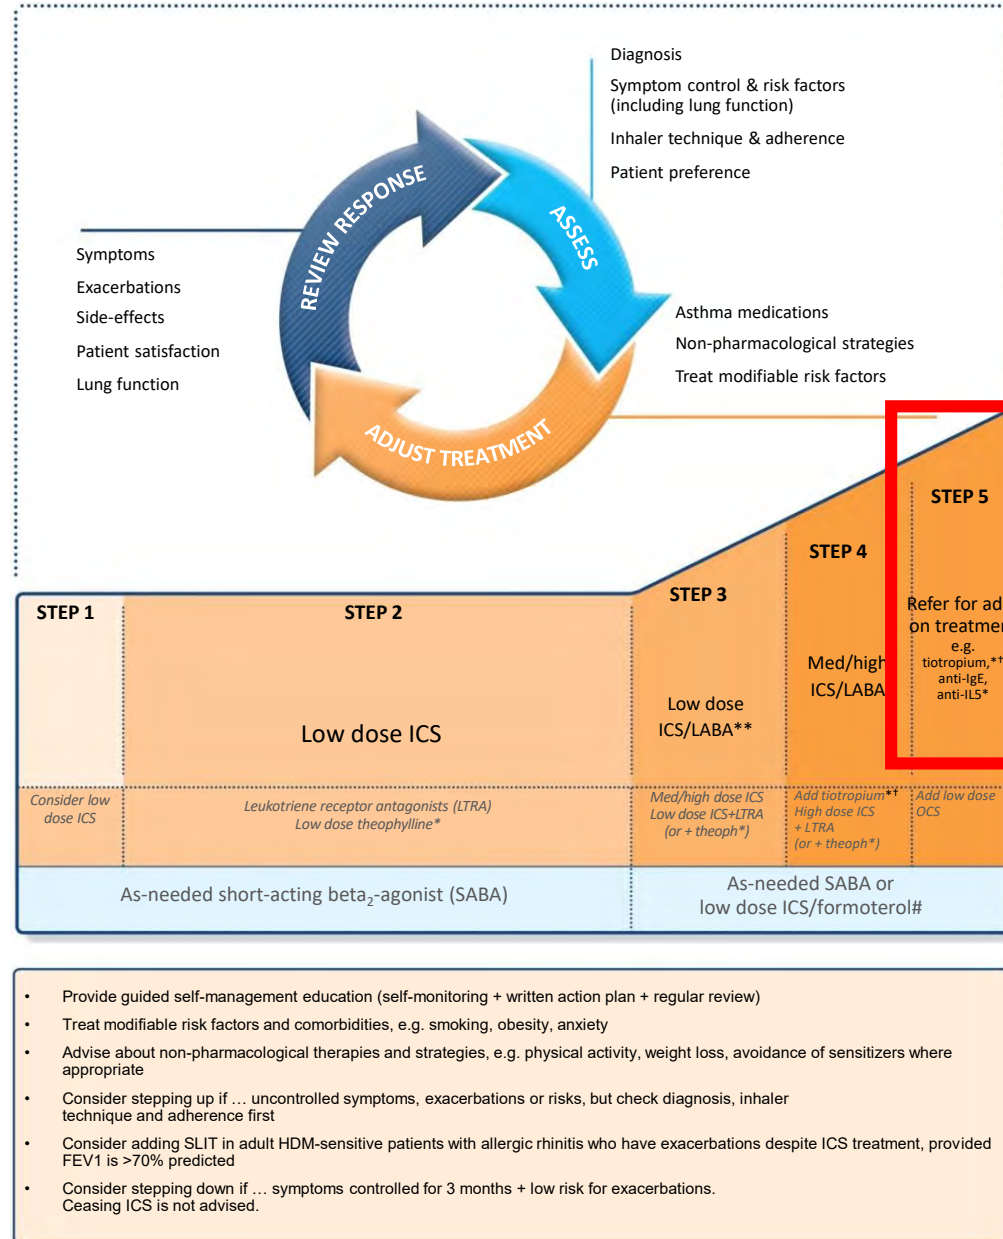 Diagnosis
Symptom control & risk factors
(including lung function)
Inhaler technique & adherence
Patient preference
REVIEW RESPONSE
ASSESS
ADJUST TREATMENT
Symptoms
Exacerbations
Side-effects
Patient satisfaction
Lung function
Asthma medications
Non-pharmacological strategies
Treat modifiable risk factors
STEP 1
STEP 2
STEP 3
STEP 4
STEP 5
Low dose ICS
Low dose
ICS/LABA**
Med/high
ICS/LABA
Refer for ad
on treatmen
e.g.
tiotropium,*†
anti-IgE,
anti-IL5*
Consider low
dose ICS
Leukotriene receptor antagonists (LTRA)
Low dose theophylline*
Med/high dose ICS
Low dose ICS+LTRA
(or + theoph*)
Add tiotropium*†
High dose ICS
+ LTRA
(or + theoph*)
Add low dose
OCS
As-needed short-acting beta₂-agonist (SABA)
As-needed SABA or
low dose ICS/formoterol#
• Provide guided self-management education (self-monitoring + written action plan + regular review)
• Treat modifiable risk factors and comorbidities, e.g. smoking, obesity, anxiety
• Advise about non-pharmacological therapies and strategies, e.g. physical activity, weight loss, avoidance of sensitizers where
appropriate
• Consider stepping up if … uncontrolled symptoms, exacerbations or risks, but check diagnosis, inhaler
technique and adherence first
• Consider adding SLIT in adult HDM-sensitive patients with allergic rhinitis who have exacerbations despite ICS treatment, provided
FEV1 is >70% predicted
• Consider stepping down if … symptoms controlled for 3 months + low risk for exacerbations.
Ceasing ICS is not advised.